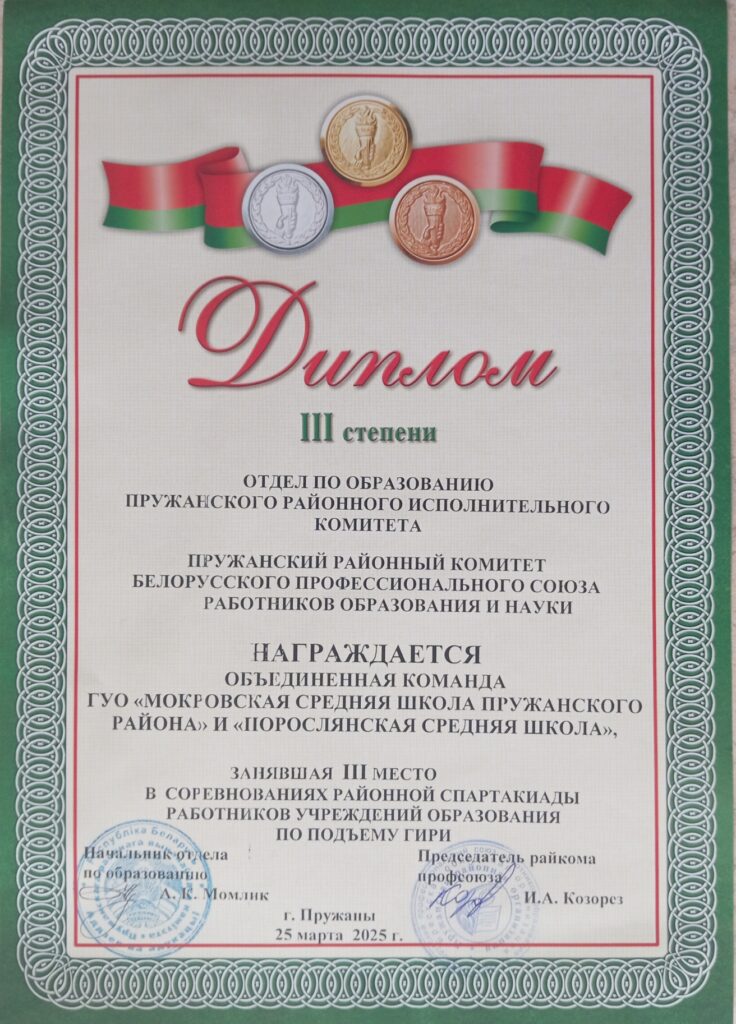 Диплом
III степени
ОТДЕЛ ПО ОБРАЗОВАНИЮ
ПРУЖАНСКОГО РАЙОННОГО ИСПОЛНИТЕЛЬНОГО
КОМИТЕТА
ПРУЖАНСКИЙ РАЙОННЫЙ КОМИТЕТ
БЕЛОРУССКОГО ПРОФЕССИОНАЛЬНОГО СОЮЗА
РАБОТНИКОВ ОБРАЗОВАНИЯ И НАУКИ
НАГРАЖДАЕТСЯ
ОБЪЕДИНЕННАЯ КОМАНДА
ГУО «МОКРОВСКАЯ СРЕДНЯЯ ШКОЛА ПРУЖАНСКОГО
РАЙОНА» И «ПОРОСЛЯНСКАЯ СРЕДНЯЯ ШКОЛА»,
ЗАНЯВШАЯ III МЕСТО
В СОРЕВНОВАНИЯХ РАЙОННОЙ СПАРТАКИАДЫ
РАБОТНИКОВ УЧРЕЖДЕНИЙ ОБРАЗОВАНИЯ
ПО ПОДЪЕМУ ГИРИ
Начальник отдела
по образованию
А. К. Момлик
Председатель райкома
профсоюза
И.А. Козорез
г. Пружаны
25 марта 2025 г.